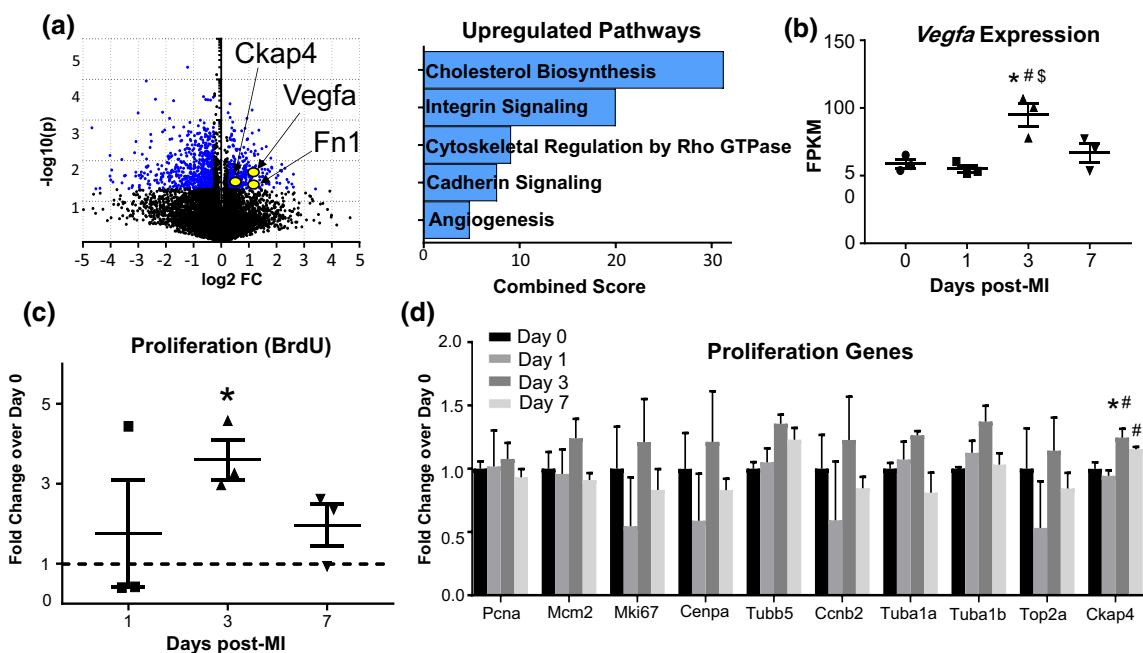 (a)
Ckap4
Vegfa
Fn1
5
4
3
2
1
-log10(p)
-5 -4 -3 -2 -1 0 1 2 3 4 5
log2 FC
Upregulated Pathways
Cholesterol Biosynthesis
Integrin Signaling
Cytoskeletal Regulation by Rho GTPase
Cadherin Signaling
Angiogenesis
0 10 20 30
Combined Score
(b)
Vegfa Expression
* # $
150
100
5
0
0
FPKM
0 1 3 7
Days post-MI
(c)
Proliferation (BrdU)
*
5
3
1
0
Fold Change over Day 0
1 3 7
Days post-MI
(d)
Proliferation Genes
Day 0
Day 1
Day 3
Day 7
* #
#
2.0
1.5
1.0
0.5
0.0
Fold Change over Day 0
Pcna Mcm2 Mki67 Cenpa Tubb5 Ccnb2 Tuba1a Tuba1b Top2a Ckap4